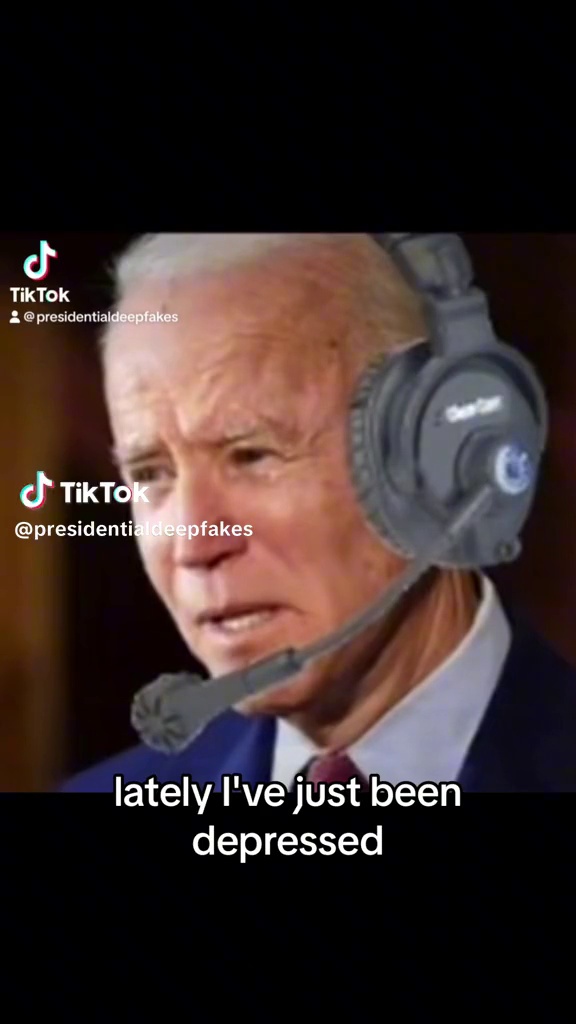 TikTok
@presidentialdeepfakes
TikTok
@presidentialdeepfakes
lately I've just been
depressed